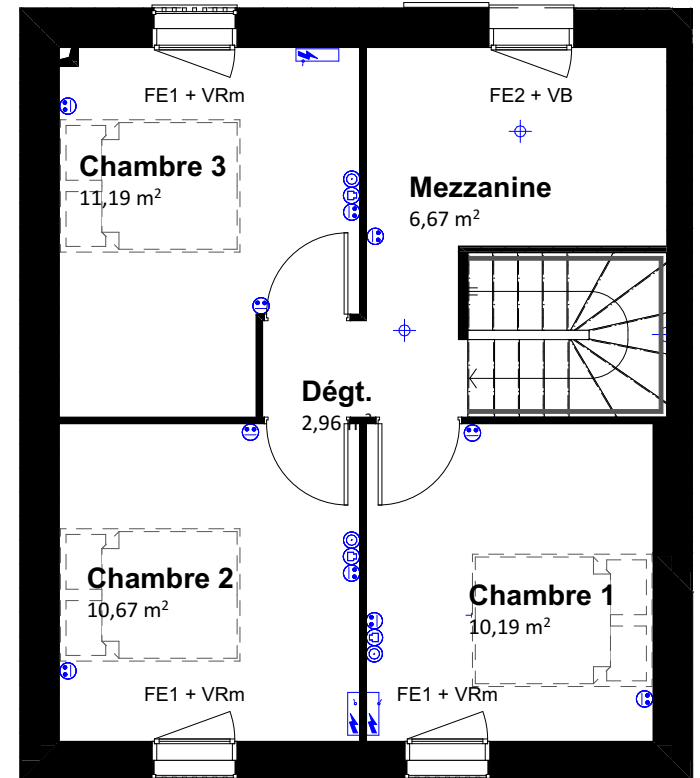 FE1 + VRm
FE2 + VB
Chambre 3
11,19 m²
Mezzanine
6,67 m²
Dégt.
2,96 m²
Chambre 2
10,67 m²
Chambre 1
10,19 m²
FE1 + VRm
FE1 + VRm